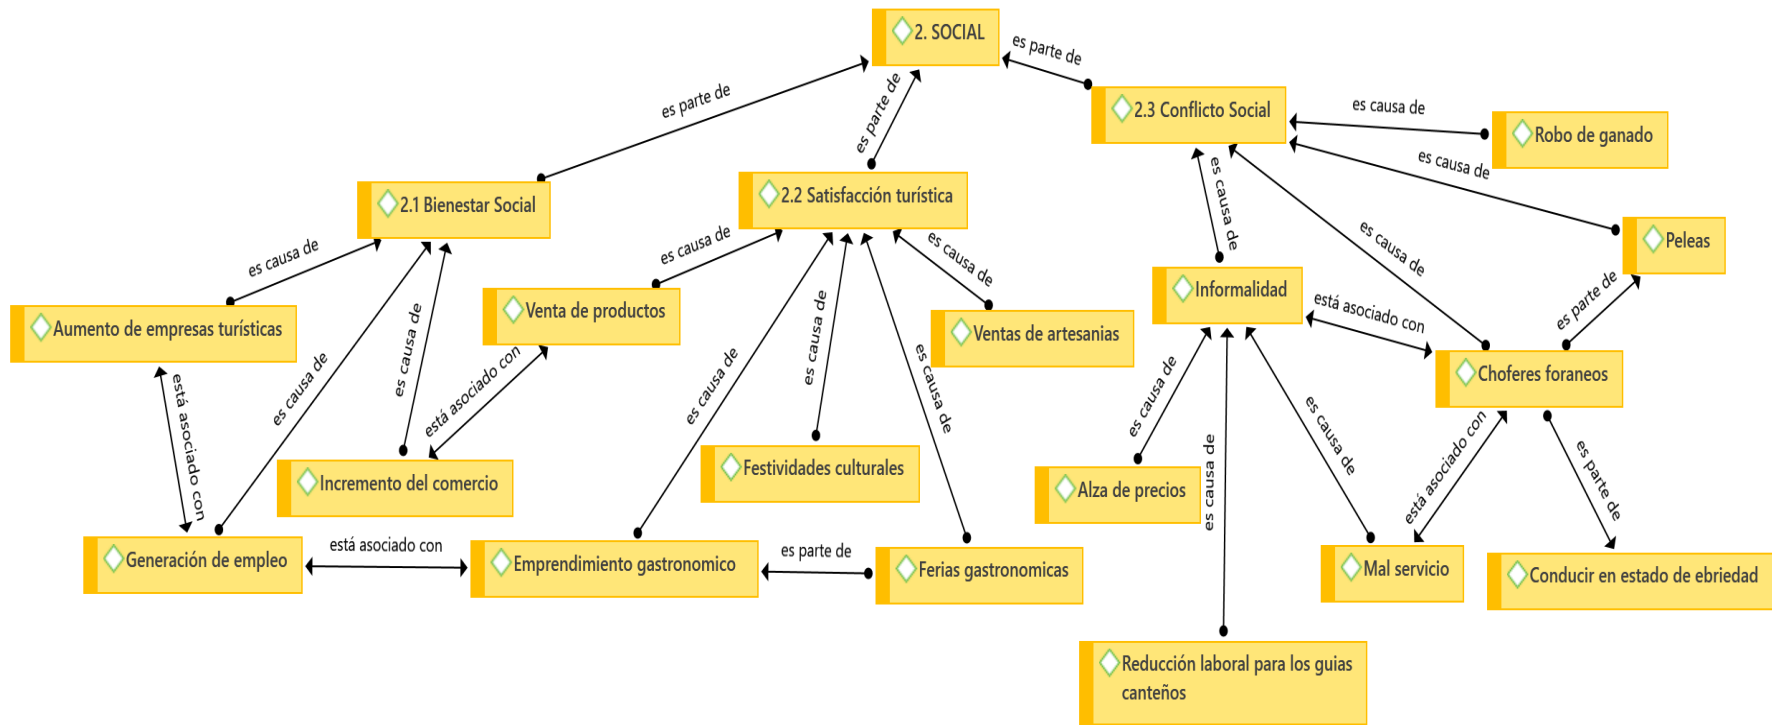 2. SOCIAL
es parte de
es parte de
es parte de
2.3 Conflicto Social
es causa de
Robo de ganado
es causa de
2.1 Bienestar Social
2.2 Satisfacción turística
es causa de
es causa de
Peleas
es causa de
es causa de
es causa de
Informalidad
es parte de
Aumento de empresas turísticas
Venta de productos
Ventas de artesanias
está asociado con
Choferes foraneos
es causa de
es causa de
es causa de
es causa de
es causa de
está asociado con
está asociado con
es causa de
es causa de
es causa de
está asociado con
es parte de
Incremento del comercio
Festividades culturales
Alza de precios
es causa de
Generación de empleo
está asociado con
Emprendimiento gastronomico
es parte de
Ferias gastronomicas
Mal servicio
Conducir en estado de ebriedad
Reducción laboral para los guias
canteños